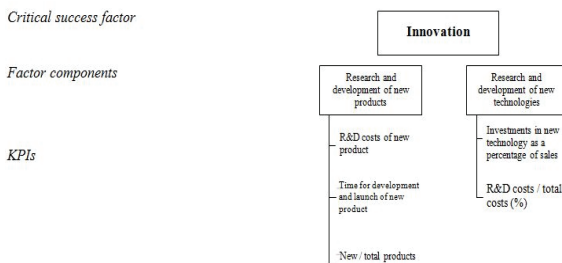 Critical success factor
Innovation
Factor components
Research and
development of new
products
Research and
development of new
technologies
KPIs
R&D costs of new
product
Time for development
and launch of new
product
New / total products
Investments in new
technology as a
percentage of sales
R&D costs / total
costs (%)